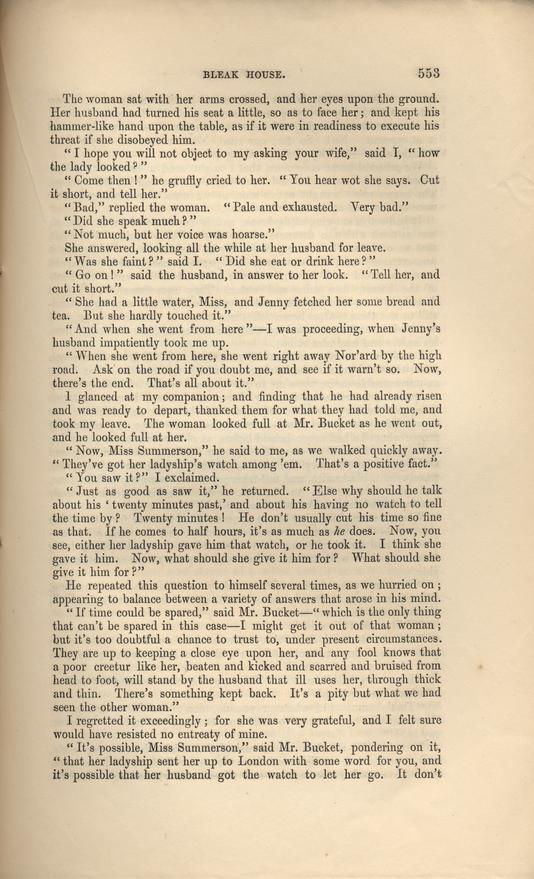 BLEAK HOUSE. 553
The woman sat with her arms crossed, and her eyes upon the ground.
Her husband had turned his seat a little, so as to face her; and kept his
hammer-like hand upon the table, as if it were in readiness to execute his
threat if she disobeyed him.
“I hope you will not object to my asking your wife,” said I, “how
the lady looked?”
“Come then!” he gruffly cried to her. “You hear wot she says. Cut
it short, and tell her.”
“Bad,” replied the woman. “Pale and exhausted. Very bad.”
“Did she speak much?”
“Not much, but her voice was hoarse.”
She answered, looking all the while at her husband for leave.
“Was she faint?” said I. “Did she eat or drink here?”
“Go on!” said the husband, in answer to her look. “Tell her, and
cut it short.”
“She had a little water, Miss, and Jenny fetched her some bread and
tea. But she hardly touched it.”
“And when she went from here”—I was proceeding, when Jenny’s
husband impatiently took me up.
“When she went from here, she went right away Nor’ard by the high
road. Ask on the road if you doubt me, and see if it warn’t so. Now,
there’s the end. That’s all about it.”
I glanced at my companion; and finding that he had already risen
and was ready to depart, thanked them for what they had told me, and
took my leave. The woman looked full at Mr. Bucket as he went out,
and he looked full at her.
“Now, Miss Summerson,” he said to me, as we walked quickly away.
“They’ve got her ladyship’s watch among ’em. That’s a positive fact.”
“You saw it?” I exclaimed.
“Just as good as saw it,” he returned. “Else why should he talk
about his ‘twenty minutes past,’ and about his having no watch to tell
the time by? Twenty minutes! He don’t usually cut his time so fine
as that. If he comes to half hours, it’s as much as he does. Now, you
see, either her ladyship gave him that watch, or he took it. I think she
gave it him. Now, what should she give it him for? What should she
give it him for?”
He repeated this question to himself several times, as we hurried on;
appearing to balance between a variety of answers that arose in his mind.
“If time could be spared,” said Mr. Bucket—“which is the only thing
that can’t be spared in this case—I might get it out of that woman;
but it’s too doubtful a chance to trust to, under present circumstances.
They are up to keeping a close eye upon her, and any fool knows that
a poor creetur like her, beaten and kicked and scarred and bruised from
head to foot, will stand by the husband that ill uses her, through thick
and thin. There’s something kept back. It’s a pity but what we had
seen the other woman.”
I regretted it exceedingly; for she was very grateful, and I felt sure
would have resisted no entreaty of mine.
“It’s possible, Miss Summerson,” said Mr. Bucket, pondering on it,
“that her ladyship sent her up to London with some word for you, and
it’s possible that her husband got the watch to let her go. It don’t